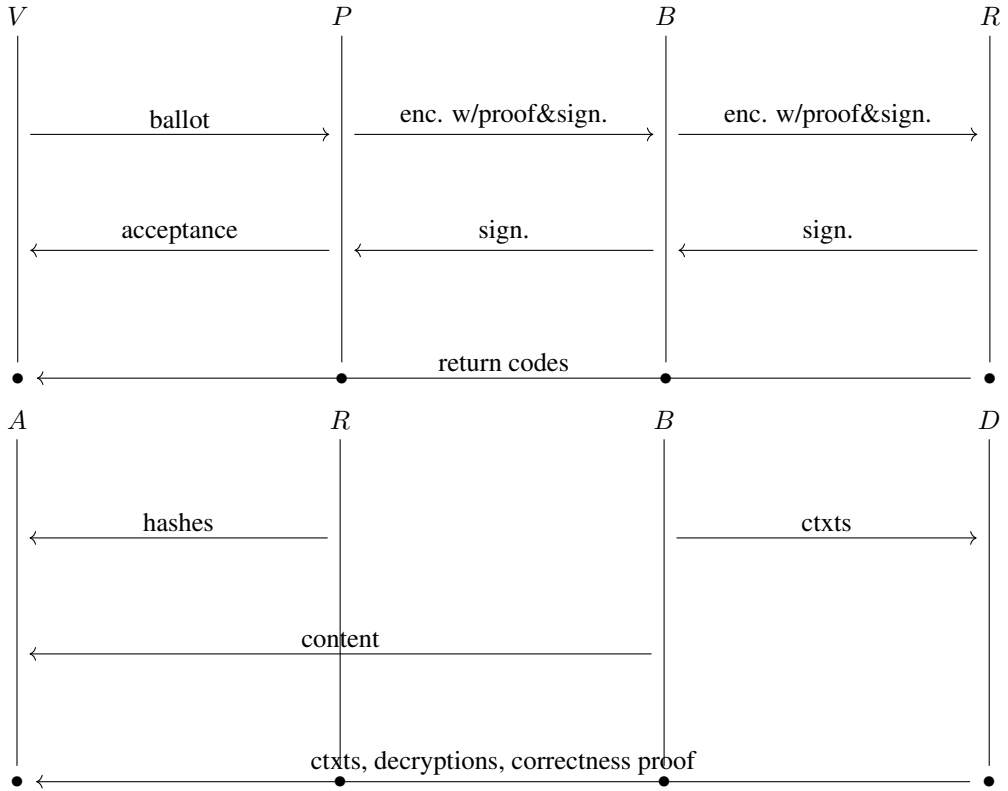 V P B R
ballot enc. w/proof&sign. enc. w/proof&sign.
acceptance sign. sign.
return codes
A R B D
hashes ctxts
content
ctxts, decryptions, correctness proof